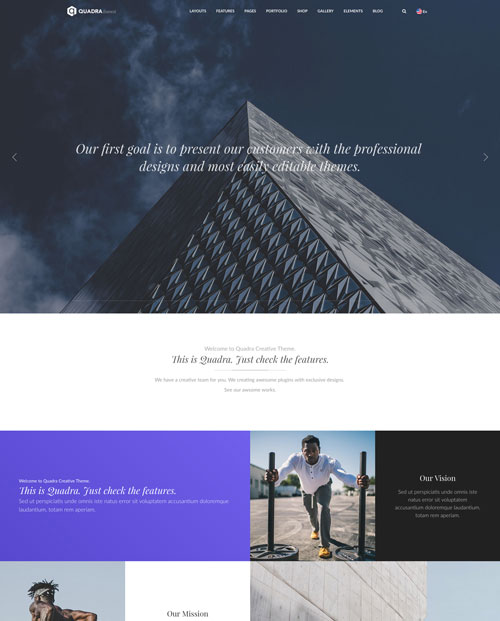 QUADRA
LAYOUTS FEATURES PAGES PORTFOLIO SHOP GALLERY ELEMENTS BLOG En
Our first goal is to present our customers with the professional
designs and most easily editable themes.
Welcome to Quadra Creative Theme.
This is Quadra. Just check the features.
We have a creative team for you. We creating awesome plugins with exclusive designs.
See our awsome works.
Welcome to Quadra Creative Theme.
This is Quadra. Just check the features.
Sed ut perspiciatis unde omnis iste natus error sit voluptatem accusantium doloremque
laudantium, totam rem aperiam.
Our Vision
Sed ut perspiciatis unde omnis iste
natus error sit voluptatem
accusantium doloremque laudantium,
totam rem aperiam.
Our Mission